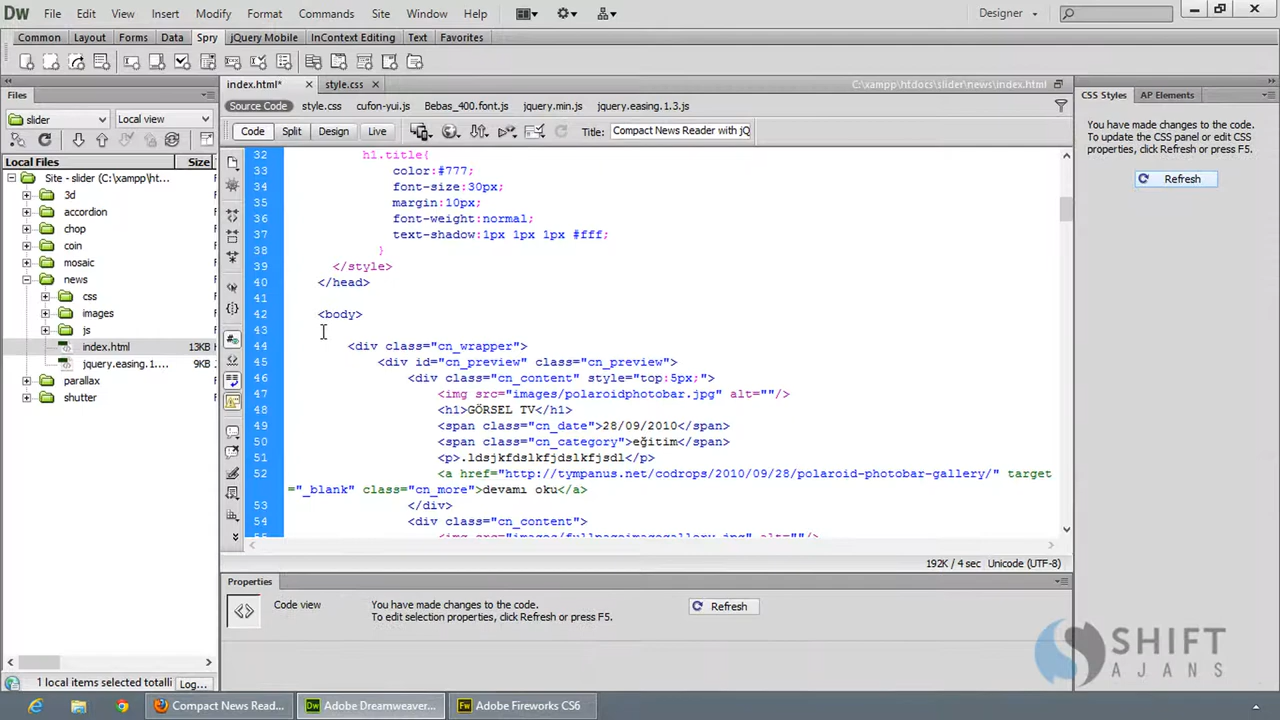 Dw File Edit View Insert Modify Format Commands Site Window Help Designer
Common Layout Forms Data Spry jQuery Mobile InContext Editing Text Favorites
Files
slider Local view
Local Files Size
Site - slider (C:\xampp\ht...
3d
accordion
chop
coin
mosaic
news
css
images
js
index.html 13KB
jquery.easing.1.... 9KB
parallax
shutter
1 local items selected totalli Log...
index.html* style.css C:\xampp\htdocs\slider\news\index.html
Source Code style.css cufon-yui.js Bebas_400.font.js jquery.min.js jquery.easing.1.3.js
Code Split Design Live Title: Compact News Reader with jQ
32 h1.title{
33 color:#777;
34 font-size:30px;
35 margin:10px;
36 font-weight:normal;
37 text-shadow:1px 1px 1px #fff;
38 }
39 </style>
40 </head>
41
42 <body>
43
44 <div class="cn_wrapper">
45 <div id="cn_preview" class="cn_preview">
46 <div class="cn_content" style="top:5px;">
47 <img src="images/polaroidphotobar.jpg" alt=""/>
48 <h1>GÖRSEL TV</h1>
49 <span class="cn_date">28/09/2010</span>
50 <span class="cn_category">eğitim</span>
51 <p>.ldsjkfdslkfjdslkfjsdl</p>
52 <a href="http://tympanus.net/codrops/2010/09/28/polaroid-photobar-gallery/" target
="_blank" class="cn_more">devamı oku</a>
53 </div>
54 <div class="cn_content">
55 <img src="images/fullpageimagegallery.jpg" alt=""/>
192K / 4 sec Unicode (UTF-8)
Properties
Code view
You have made changes to the code.
To edit selection properties, click Refresh or press F5.
Refresh
CSS Styles AP Elements
You have made changes to the code.
To update the CSS panel or edit CSS
properties, click Refresh or press F5.
Refresh
SHIFT
AJANS
Compact News Read... Dw Adobe Dreamweaver... Fw Adobe Fireworks CS6